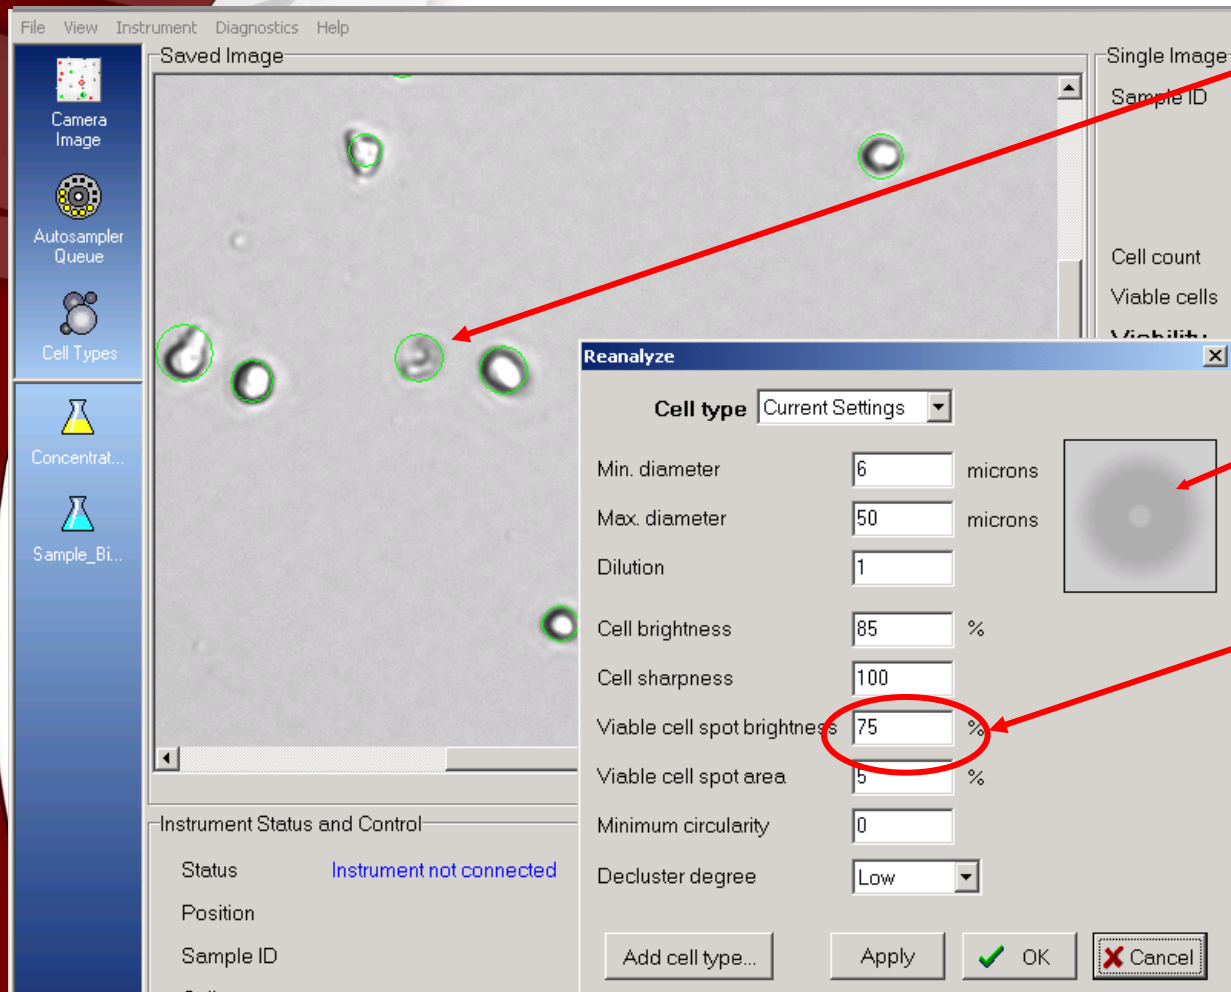 File View Instrument Diagnostics Help
Camera
Image
Autosampler
Queue
Cell Types
Concentrat...
Sample_Bi...
Saved Image
Single Image
Sample ID
Cell count
Viable cells
Viability
Reanalyze
Cell type Current Settings
Min. diameter 6 microns
Max. diameter 50 microns
Dilution 1
Cell brightness 85 %
Cell sharpness 100
Viable cell spot brightness 75 %
Viable cell spot area 5 %
Minimum circularity 0
Decluster degree Low
Add cell type... Apply OK Cancel
Instrument Status and Control
Status Instrument not connected
Position
Sample ID